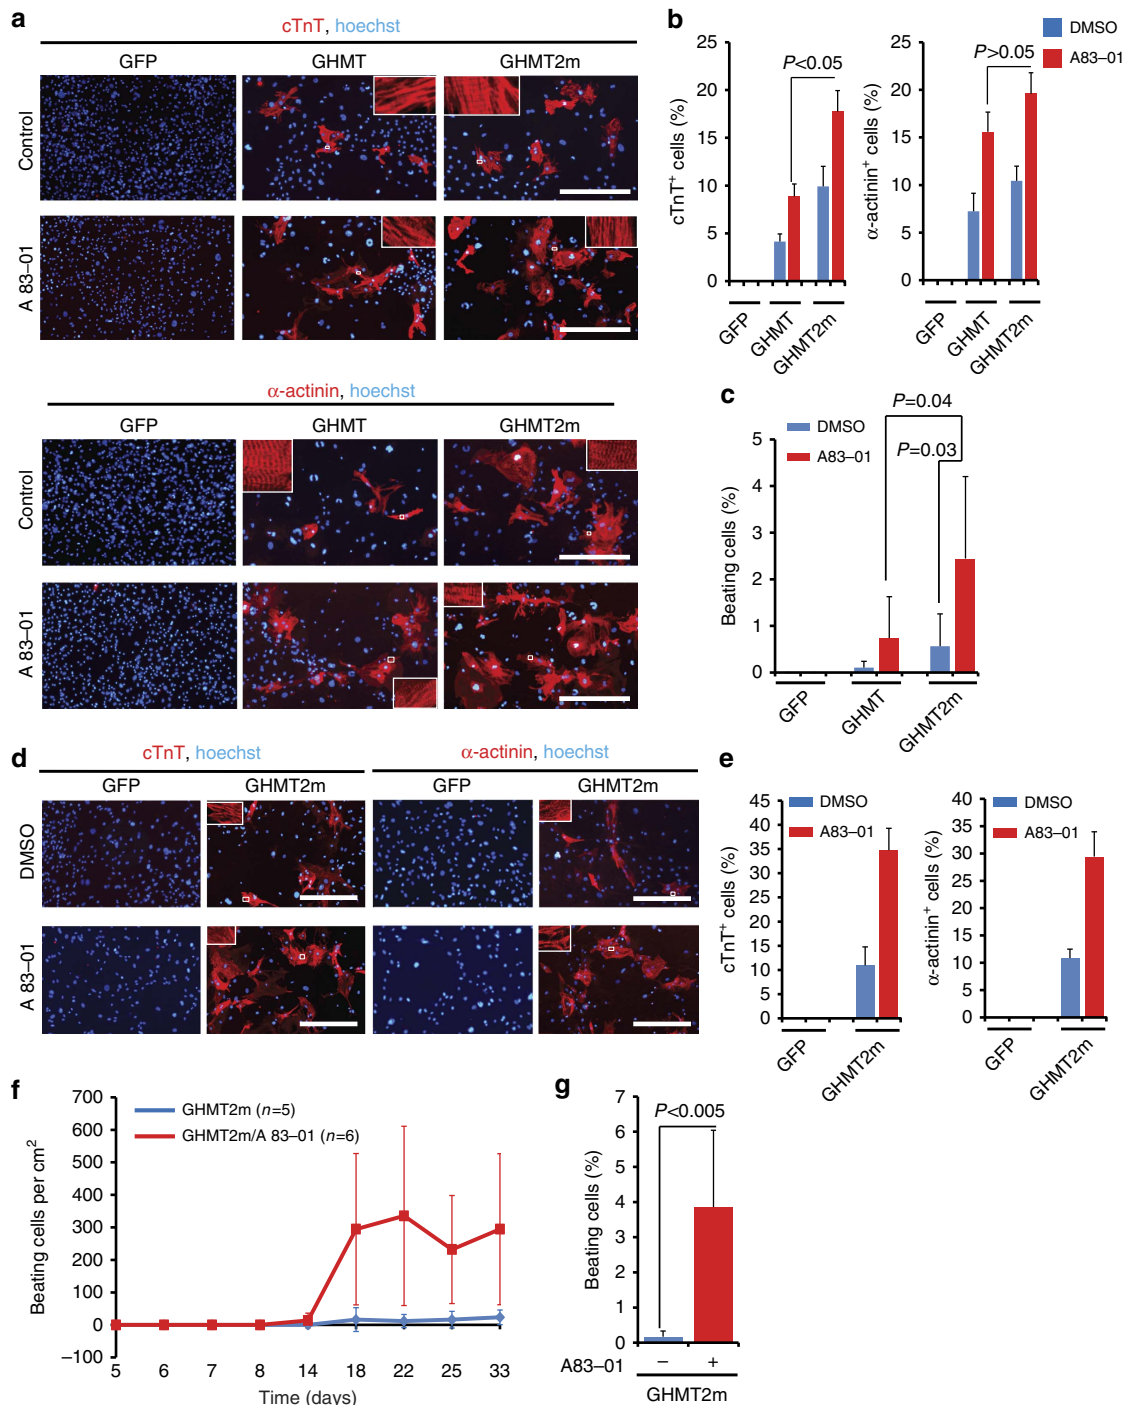 a
cTnT, hoechst
GFP GHMT GHMT2m
Control
A 83–01
α-actinin, hoechst
GFP GHMT GHMT2m
Control
A 83–01
b
DMSO
A83–01
25
20
15
10
5
0
cTnT+ cells (%)
P<0.05
GFP GHMT GHMT2m
25
20
15
10
5
0
α-actinin+ cells (%)
P>0.05
GFP GHMT GHMT2m
c
DMSO
A83–01
P=0.04
P=0.03
5
4
3
2
1
0
Beating cells (%)
GFP GHMT GHMT2m
d
cTnT, hoechst α-actinin, hoechst
GFP GHMT2m GFP GHMT2m
DMSO
A 83–01
e
45
40
35
30
25
20
15
10
5
0
cTnT+ cells (%)
DMSO
A83–01
GFP GHMT2m
40
35
30
25
20
15
10
5
0
α-actinin+ cells (%)
DMSO
A83–01
GFP GHMT2m
f
700
600
500
400
300
200
100
0
–100
Beating cells per cm2
GHMT2m (n=5)
GHMT2m/A 83–01 (n=6)
5 6 7 8 14 18 22 25 33
Time (days)
g
7
6
5
4
3
2
1
0
Beating cells (%)
P<0.005
A83–01 – +
GHMT2m